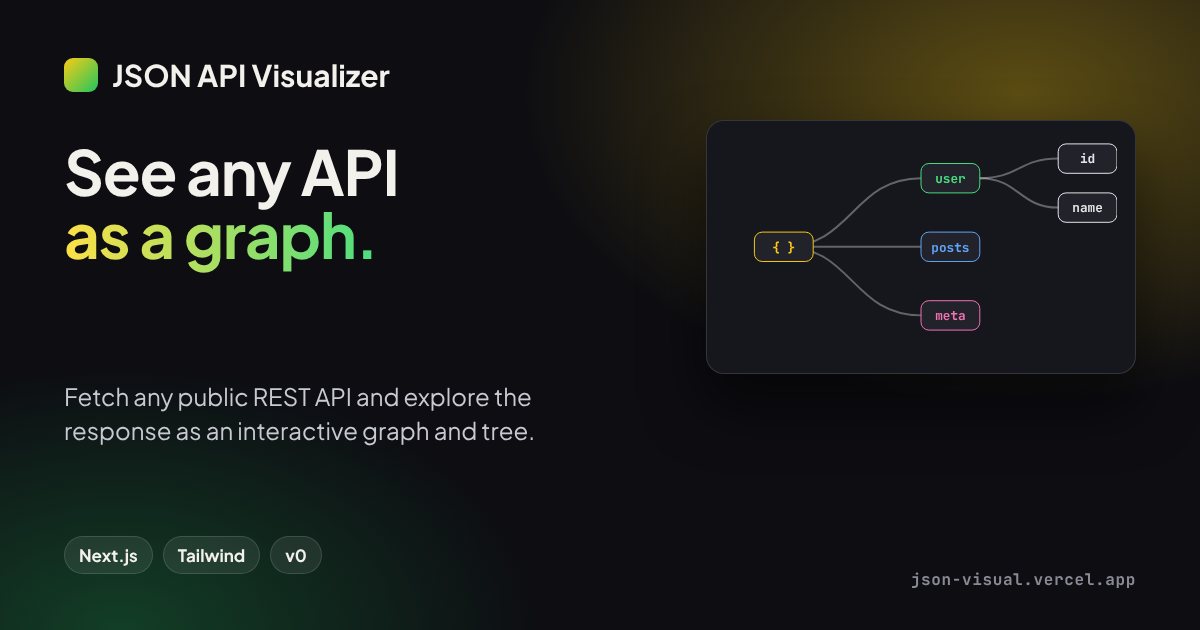 JSON API Visualizer
See any API
as a graph.
Fetch any public REST API and explore the
response as an interactive graph and tree.
Next.js
Tailwind
v0
{ }
user
posts
meta
id
name
json-visual.vercel.app